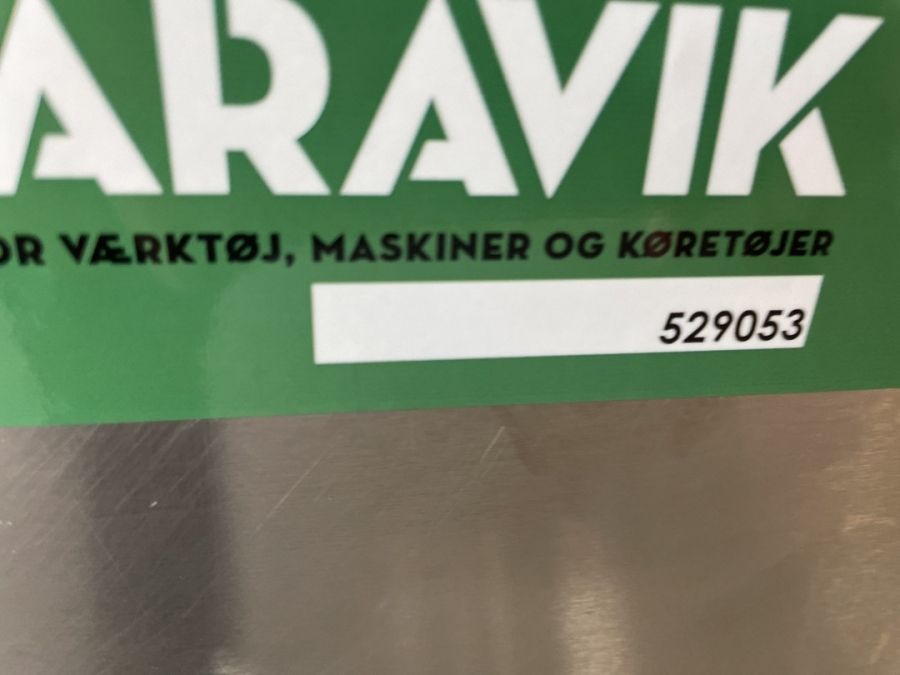 ARAVIK
OR VÆRKTØJ, MASKINER OG KØRETØJER
529053